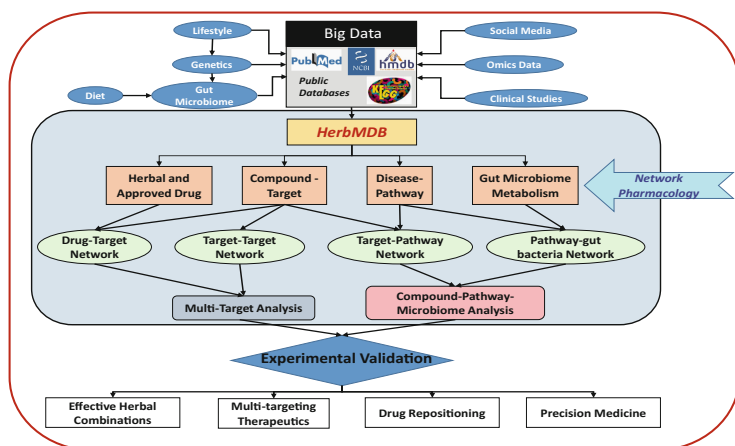 Big Data
Lifestyle
Social Media
PubMed
NCBI
hmdb
Genetics
Omics Data
Public
Databases
KEGG
Diet
Gut
Microbiome
Clinical Studies
HerbMDB
Herbal and
Approved Drug
Compound -
Target
Disease-
Pathway
Gut Microbiome
Metabolism
Network
Pharmacology
Drug-Target
Network
Target-Target
Network
Target-Pathway
Network
Pathway-gut
bacteria Network
Multi-Target Analysis
Compound-Pathway-
Microbiome Analysis
Experimental Validation
Effective Herbal
Combinations
Multi-targeting
Therapeutics
Drug Repositioning
Precision Medicine